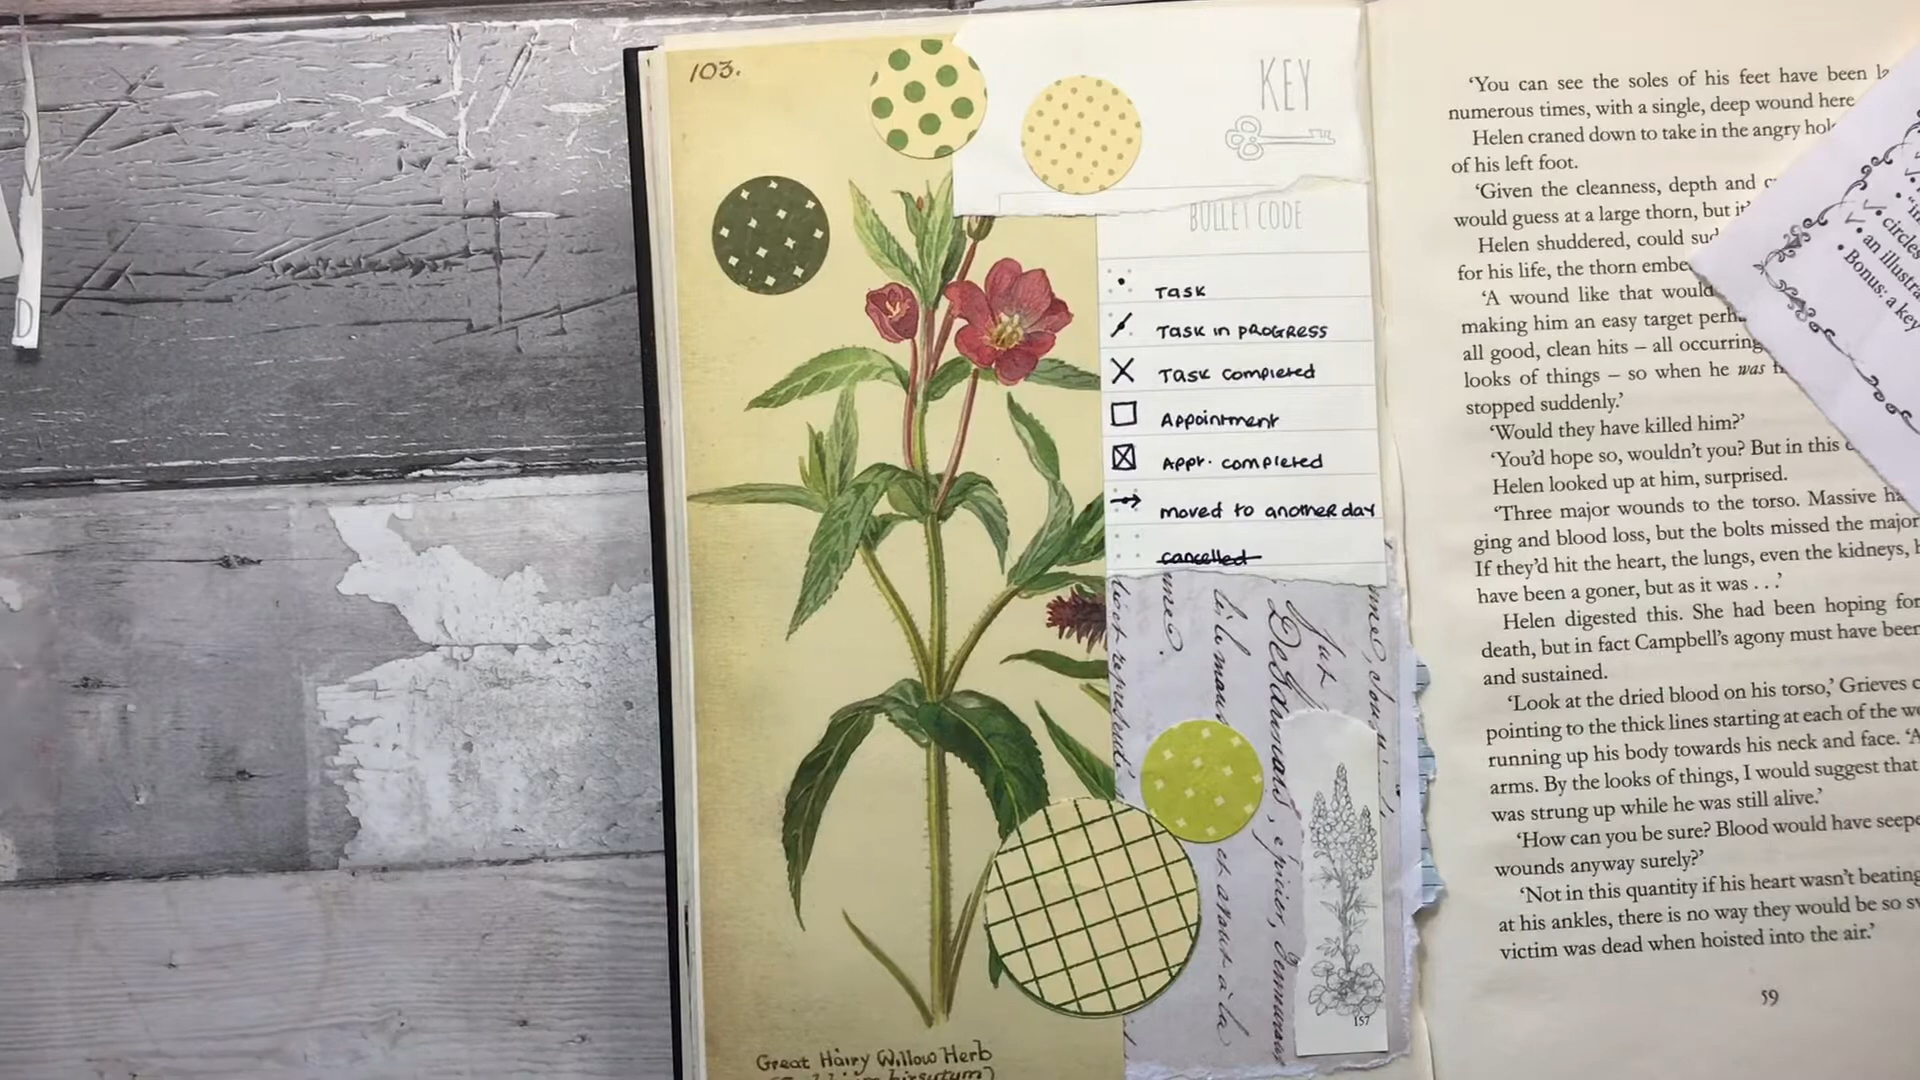 103.
KEY
BULLET CODE
Task
Task in progress
Task completed
Appointment
Appt. completed
moved to another day
cancelled
Desjamais, épicier,
et avant à la
157
Great Hairy Willow Herb
hirsutum)
'You can see the soles of his feet have been
numerous times, with a single, deep wound here
Helen craned down to take in the angry
of his left foot.
'Given the cleanness, depth and
would guess at a large thorn, but
Helen shuddered, could
for his life, the thorn
'A wound like that would
making him an easy target
all good, clean hits – all occurring
looks of things – so when he was
stopped suddenly.'
'Would they have killed him?'
'You'd hope so, wouldn't you? But in this
Helen looked up at him, surprised.
'Three major wounds to the torso. Massive
ging and blood loss, but the bolts missed the major
If they'd hit the heart, the lungs, even the kidneys,
have been a goner, but as it was . . .'
Helen digested this. She had been hoping for
death, but in fact Campbell's agony must have been
and sustained.
'Look at the dried blood on his torso,' Grieves
pointing to the thick lines starting at each of the
running up his body towards his neck and face.
arms. By the looks of things, I would suggest that
was strung up while he was still alive.'
'How can you be sure? Blood would have
wounds anyway surely?'
'Not in this quantity if his heart wasn't beating
at his ankles, there is no way they would be so
victim was dead when hoisted into the air.'
59
• circles
• an illustra
• Bonus: a key
D